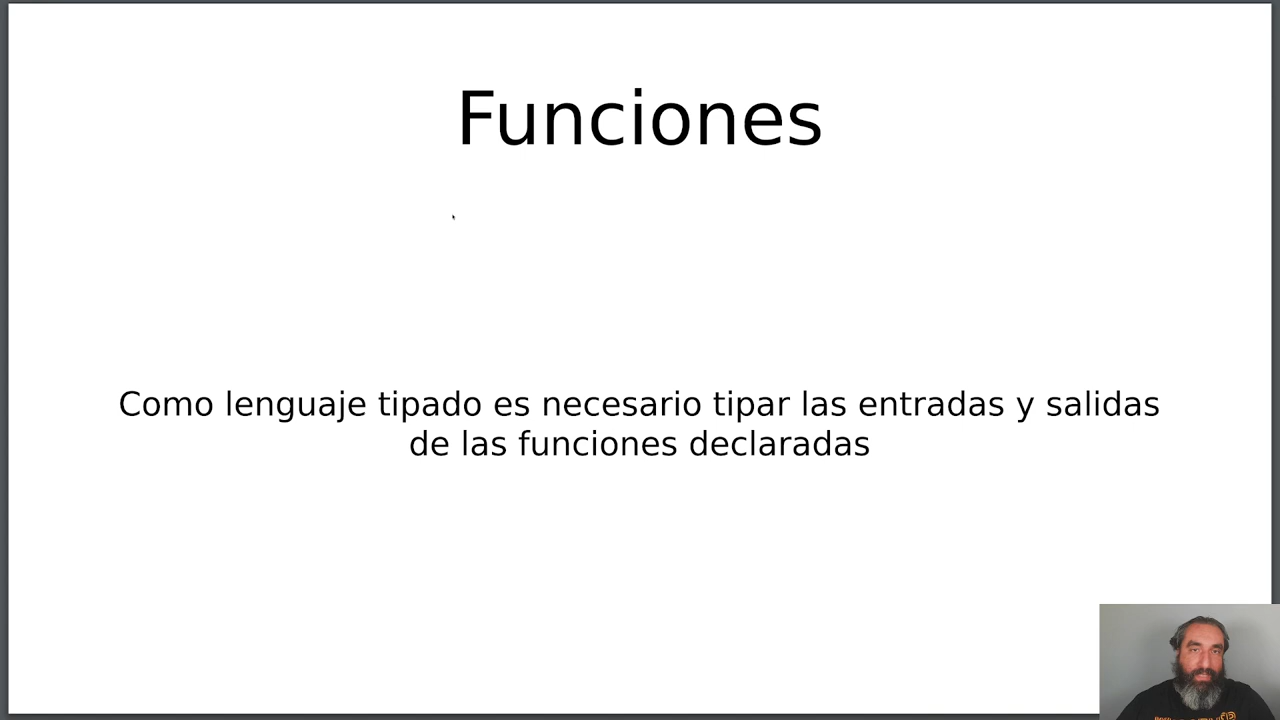 Funciones
Como lenguaje tipado es necesario tipar las entradas y salidas
de las funciones declaradas